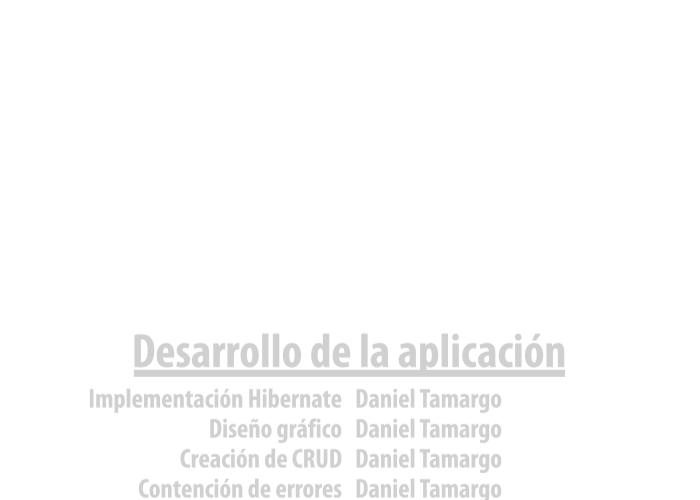 Desarrollo de la aplicación
Implementación Hibernate Daniel Tamargo
Diseño gráfico Daniel Tamargo
Creación de CRUD Daniel Tamargo
Contención de errores Daniel Tamargo